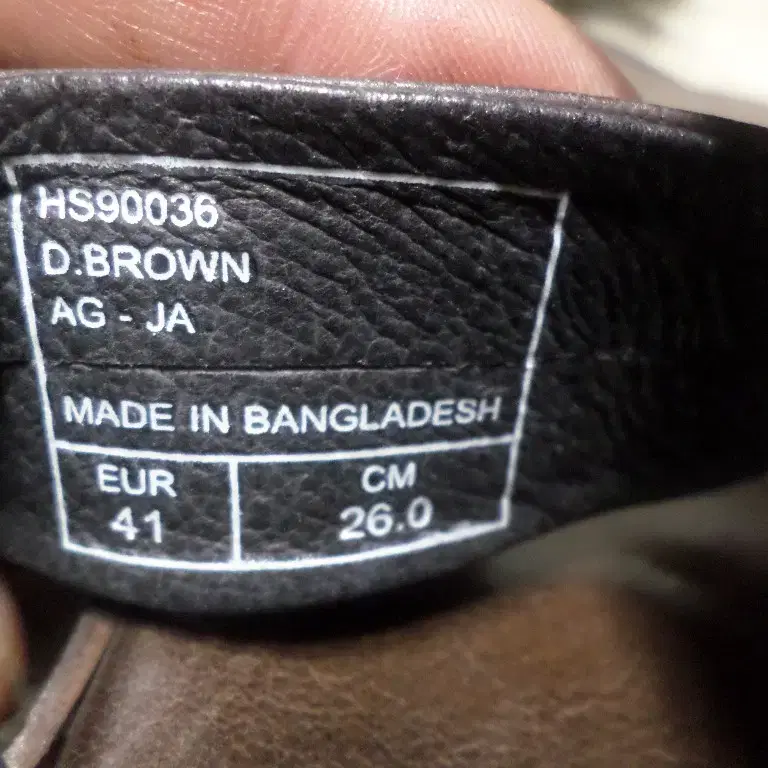 HS90036
D.BROWN
AG - JA
MADE IN BANGLADESH
EUR CM
41 26.0